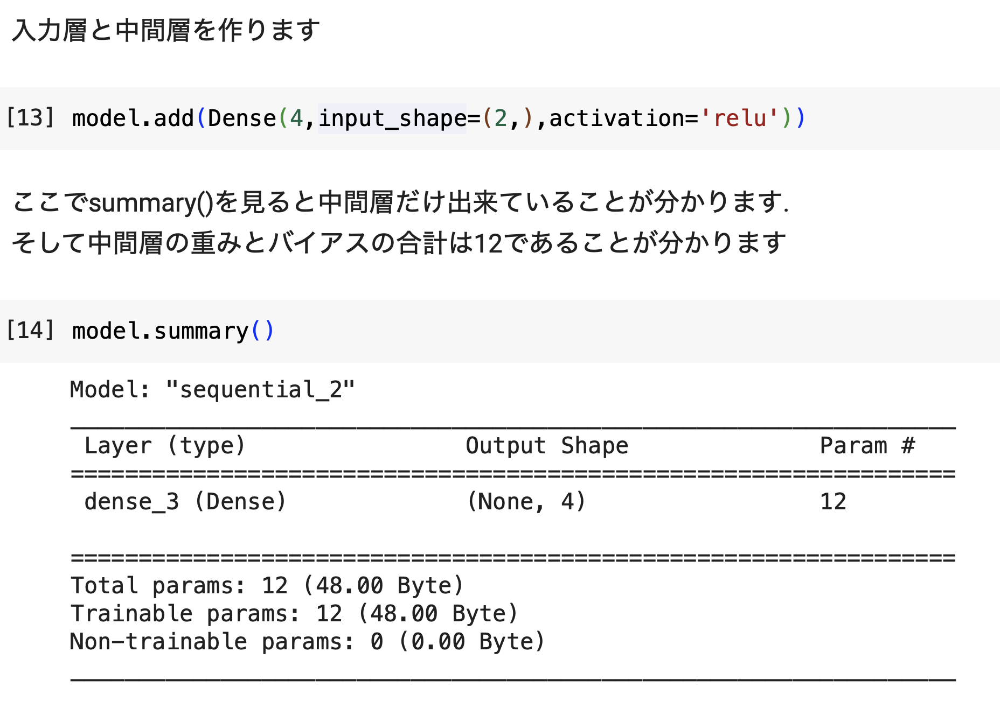 入力層と中間層を作ります
[13] model.add(Dense(4,input_shape=(2,),activation='relu'))
ここでsummary()を見ると中間層だけ出来ていることが分かります.
そして中間層の重みとバイアスの合計は12であることが分かります
[14] model.summary()
Model: "sequential_2"
_________________________________________________________________
Layer (type) Output Shape Param #
=================================================================
dense_3 (Dense) (None, 4) 12
=================================================================
Total params: 12 (48.00 Byte)
Trainable params: 12 (48.00 Byte)
Non-trainable params: 0 (0.00 Byte)
_________________________________________________________________